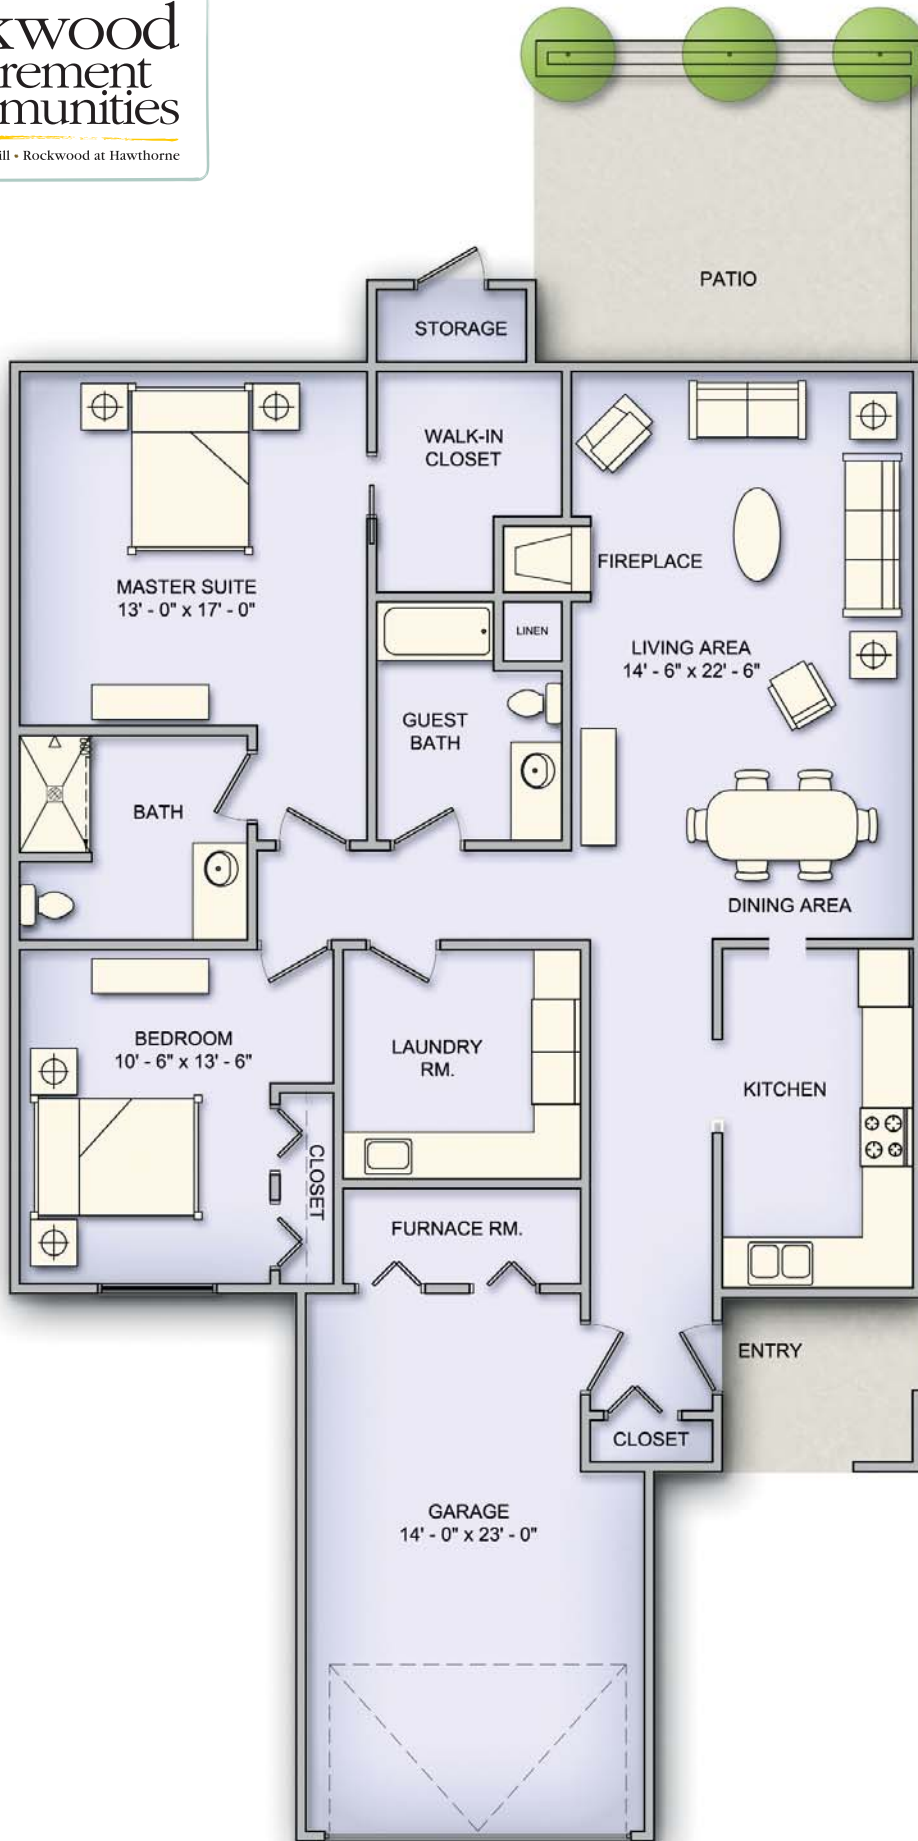 kwood
rement
munities
ill • Rockwood at Hawthorne
PATIO
STORAGE
WALK-IN
CLOSET
FIREPLACE
MASTER SUITE
13' - 0" x 17' - 0"
LINEN
LIVING AREA
14' - 6" x 22' - 6"
GUEST
BATH
BATH
DINING AREA
BEDROOM
10' - 6" x 13' - 6"
LAUNDRY
RM.
KITCHEN
CLOSET
FURNACE RM.
ENTRY
CLOSET
GARAGE
14' - 0" x 23' - 0"